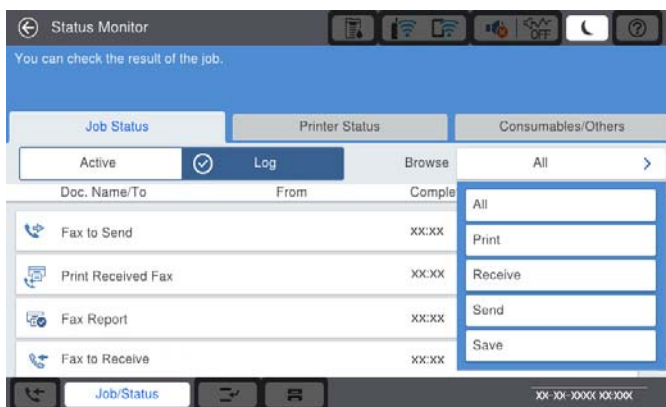 Status Monitor
OFF
You can check the result of the job.
Job Status Printer Status Consumables/Others
Active Log Browse All
Doc. Name/To From Comple
All
Fax to Send XX:XX
Print
Print Received Fax XX:XX
Receive
Fax Report XX:XX
Send
Fax to Receive XX:XX
Save
Job/Status XX-XX-XXXX XX:XXX